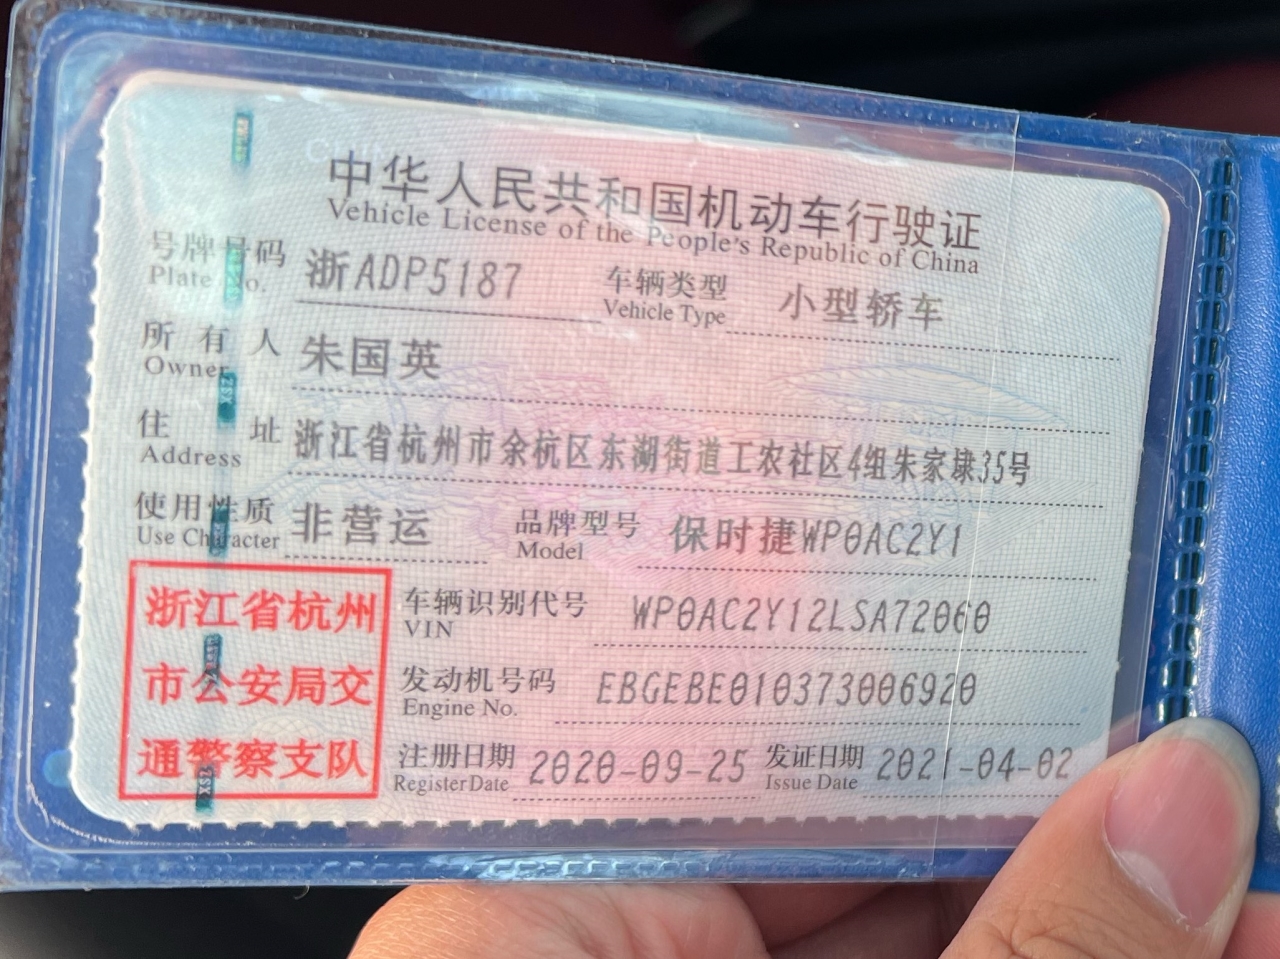 中华人民共和国机动车行驶证
Vehicle License of the People's Republic of China
号牌号码 浙ADP5187 车辆类型 小型轿车
Plate No. Vehicle Type
所有人 朱国英
Owner
住址 浙江省杭州市余杭区东湖街道工农社区4组朱家埭35号
Address
使用性质 非营运 品牌型号 保时捷WP0AC2Y1
Use Character Model
浙江省杭州
市公安局交
通警察支队
车辆识别代号 WP0AC2Y12LSA72060
VIN
发动机号码 EBGEBE010373006920
Engine No.
注册日期 2020-09-25 发证日期 2021-04-02
Register Date Issue Date